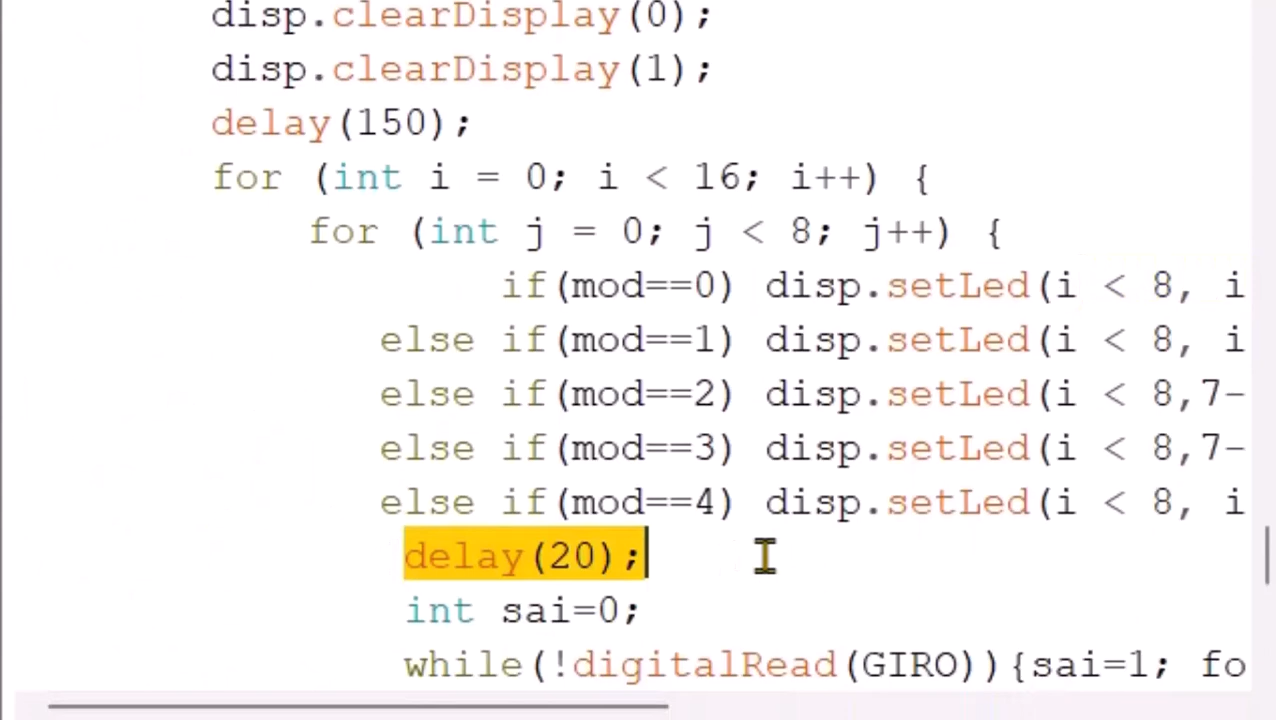 disp.clearDisplay(0);
disp.clearDisplay(1);
delay(150);
for (int i = 0; i < 16; i++) {
for (int j = 0; j < 8; j++) {
if(mod==0) disp.setLed(i < 8, i
else if(mod==1) disp.setLed(i < 8, i
else if(mod==2) disp.setLed(i < 8,7-
else if(mod==3) disp.setLed(i < 8,7-
else if(mod==4) disp.setLed(i < 8, i
delay(20);
int sai=0;
while(!digitalRead(GIRO)){sai=1; fo